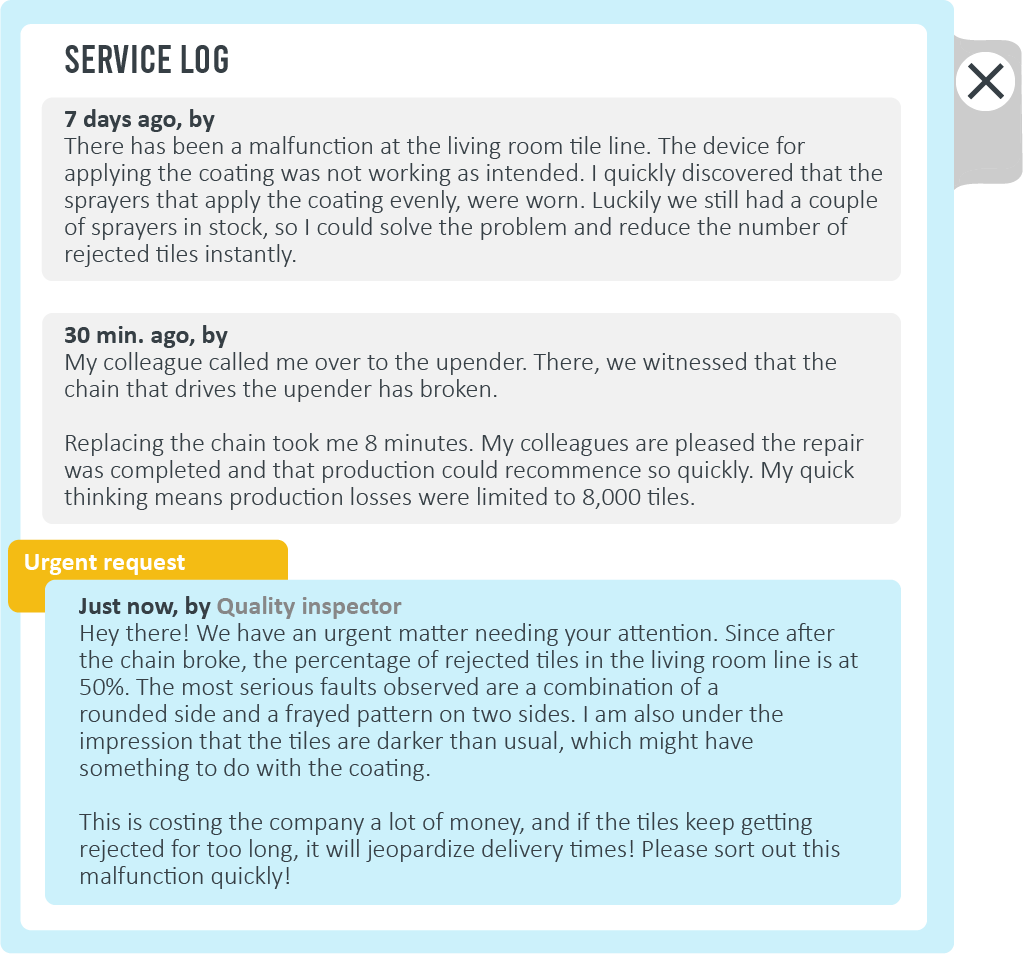 SERVICE LOG
7 days ago, by
There has been a malfunction at the living room tile line. The device for
applying the coating was not working as intended. I quickly discovered that the
sprayers that apply the coating evenly, were worn. Luckily we still had a couple
of sprayers in stock, so I could solve the problem and reduce the number of
rejected tiles instantly.
30 min. ago, by
My colleague called me over to the upender. There, we witnessed that the
chain that drives the upender has broken.
Replacing the chain took me 8 minutes. My colleagues are pleased the repair
was completed and that production could recommence so quickly. My quick
thinking means production losses were limited to 8,000 tiles.
Urgent request
Just now, by Quality inspector
Hey there! We have an urgent matter needing your attention. Since after
the chain broke, the percentage of rejected tiles in the living room line is at
50%. The most serious faults observed are a combination of a
rounded side and a frayed pattern on two sides. I am also under the
impression that the tiles are darker than usual, which might have
something to do with the coating.
This is costing the company a lot of money, and if the tiles keep getting
rejected for too long, it will jeopardize delivery times! Please sort out this
malfunction quickly!